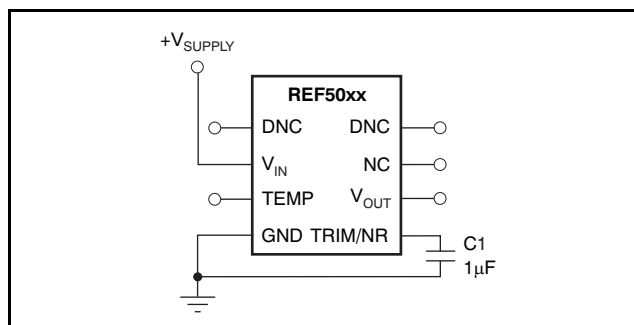 +VSUPPLY
REF50xx
DNC DNC
VIN NC
TEMP VOUT
GND TRIM/NR
C1
1μF